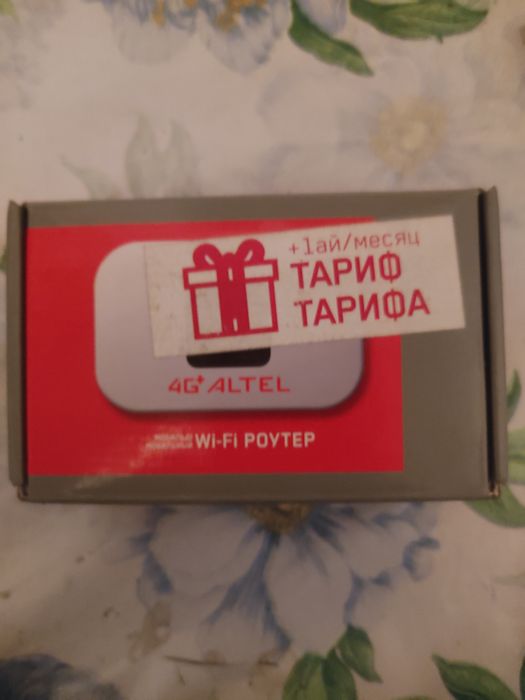 +1ай/месяц
ТАРИФ
ТАРИФА
4G+ ALTEL
Wi-Fi РОУТЕР